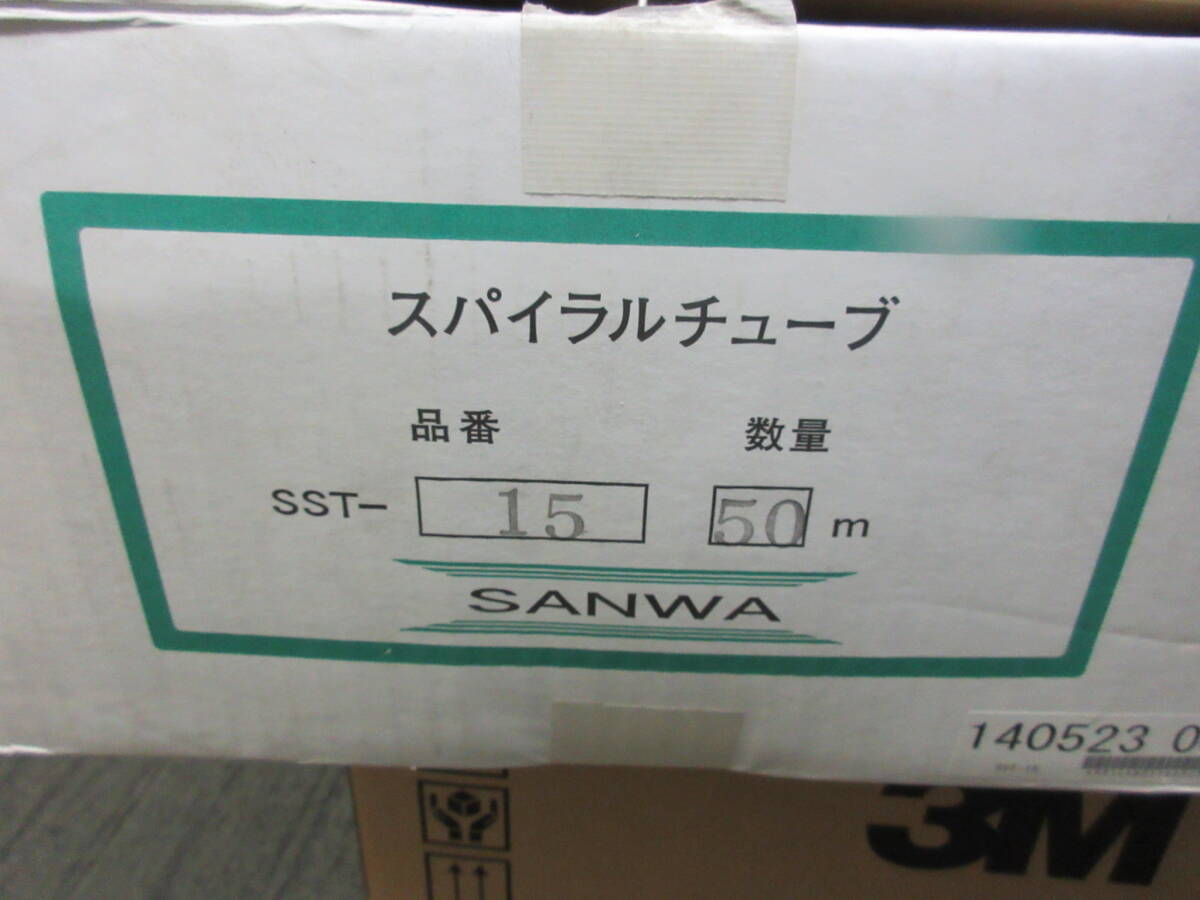 スパイラルチューブ
品番 数量
SST- 15 50 m
SANWA
140523 0
3M